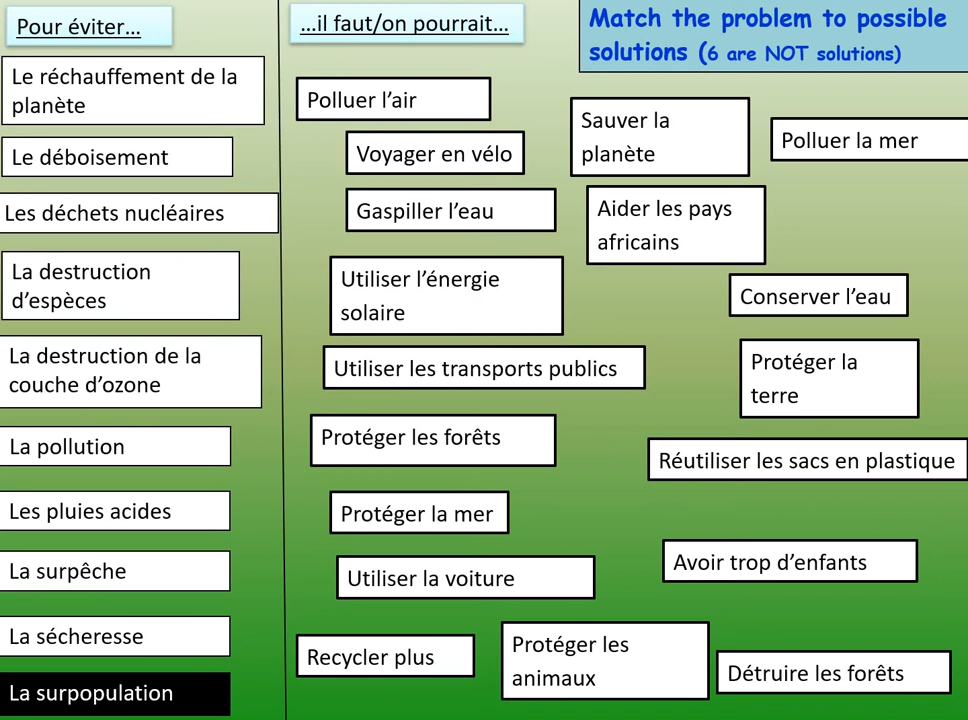 Pour éviter…
Le réchauffement de la
planète
Le déboisement
Les déchets nucléaires
La destruction
d'espèces
La destruction de la
couche d'ozone
La pollution
Les pluies acides
La surpêche
La sécheresse
La surpopulation
…il faut/on pourrait…
Polluer l'air
Voyager en vélo
Gaspiller l'eau
Utiliser l'énergie
solaire
Utiliser les transports publics
Protéger les forêts
Protéger la mer
Utiliser la voiture
Recycler plus
Protéger les
animaux
Match the problem to possible
solutions (6 are NOT solutions)
Sauver la
planète
Polluer la mer
Aider les pays
africains
Conserver l'eau
Protéger la
terre
Réutiliser les sacs en plastique
Avoir trop d'enfants
Détruire les forêts